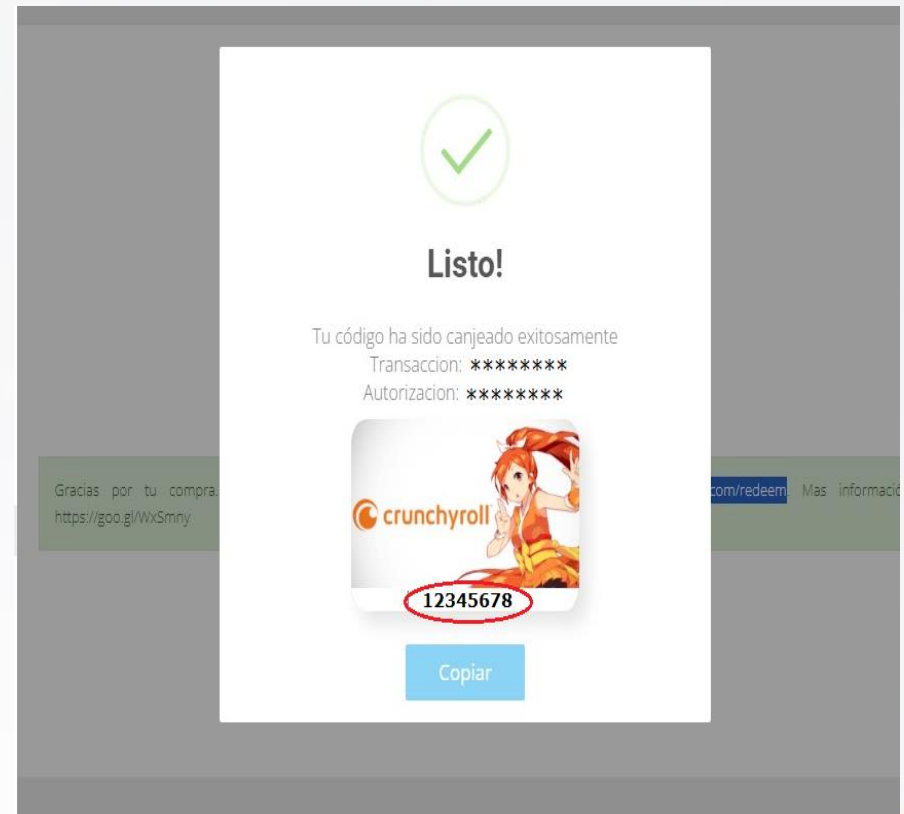 Listo!
Tu código ha sido canjeado exitosamente
Transaccion: ********
Autorizacion: ********
crunchyroll
12345678
Copiar
Gracias por tu compra.
com/redeem Mas informació
https://goo.gl/WxSmny